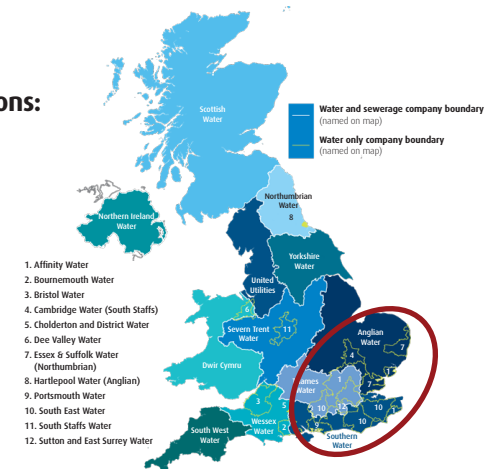 ons:
Scottish
Water
Water and sewerage company boundary
(named on map)
Water only company boundary
(named on map)
Northumbrian
Water
8
Northern Ireland
Water
Yorkshire
Water
United
Utilities
1. Affinity Water
2. Bournemouth Water
3. Bristol Water
4. Cambridge Water (South Staffs)
5. Cholderton and District Water
6. Dee Valley Water
7. Essex & Suffolk Water
(Northumbrian)
8. Hartlepool Water (Anglian)
9. Portsmouth Water
10. South East Water
11. South Staffs Water
12. Sutton and East Surrey Water
6
Severn Trent
Water
11
Anglian
Water
7
4
1
Dwir Cymru
ames
Water
1
7
3
5
10
12
10
10
Wessex
Water
2
9
South West
Water
Southern
Water